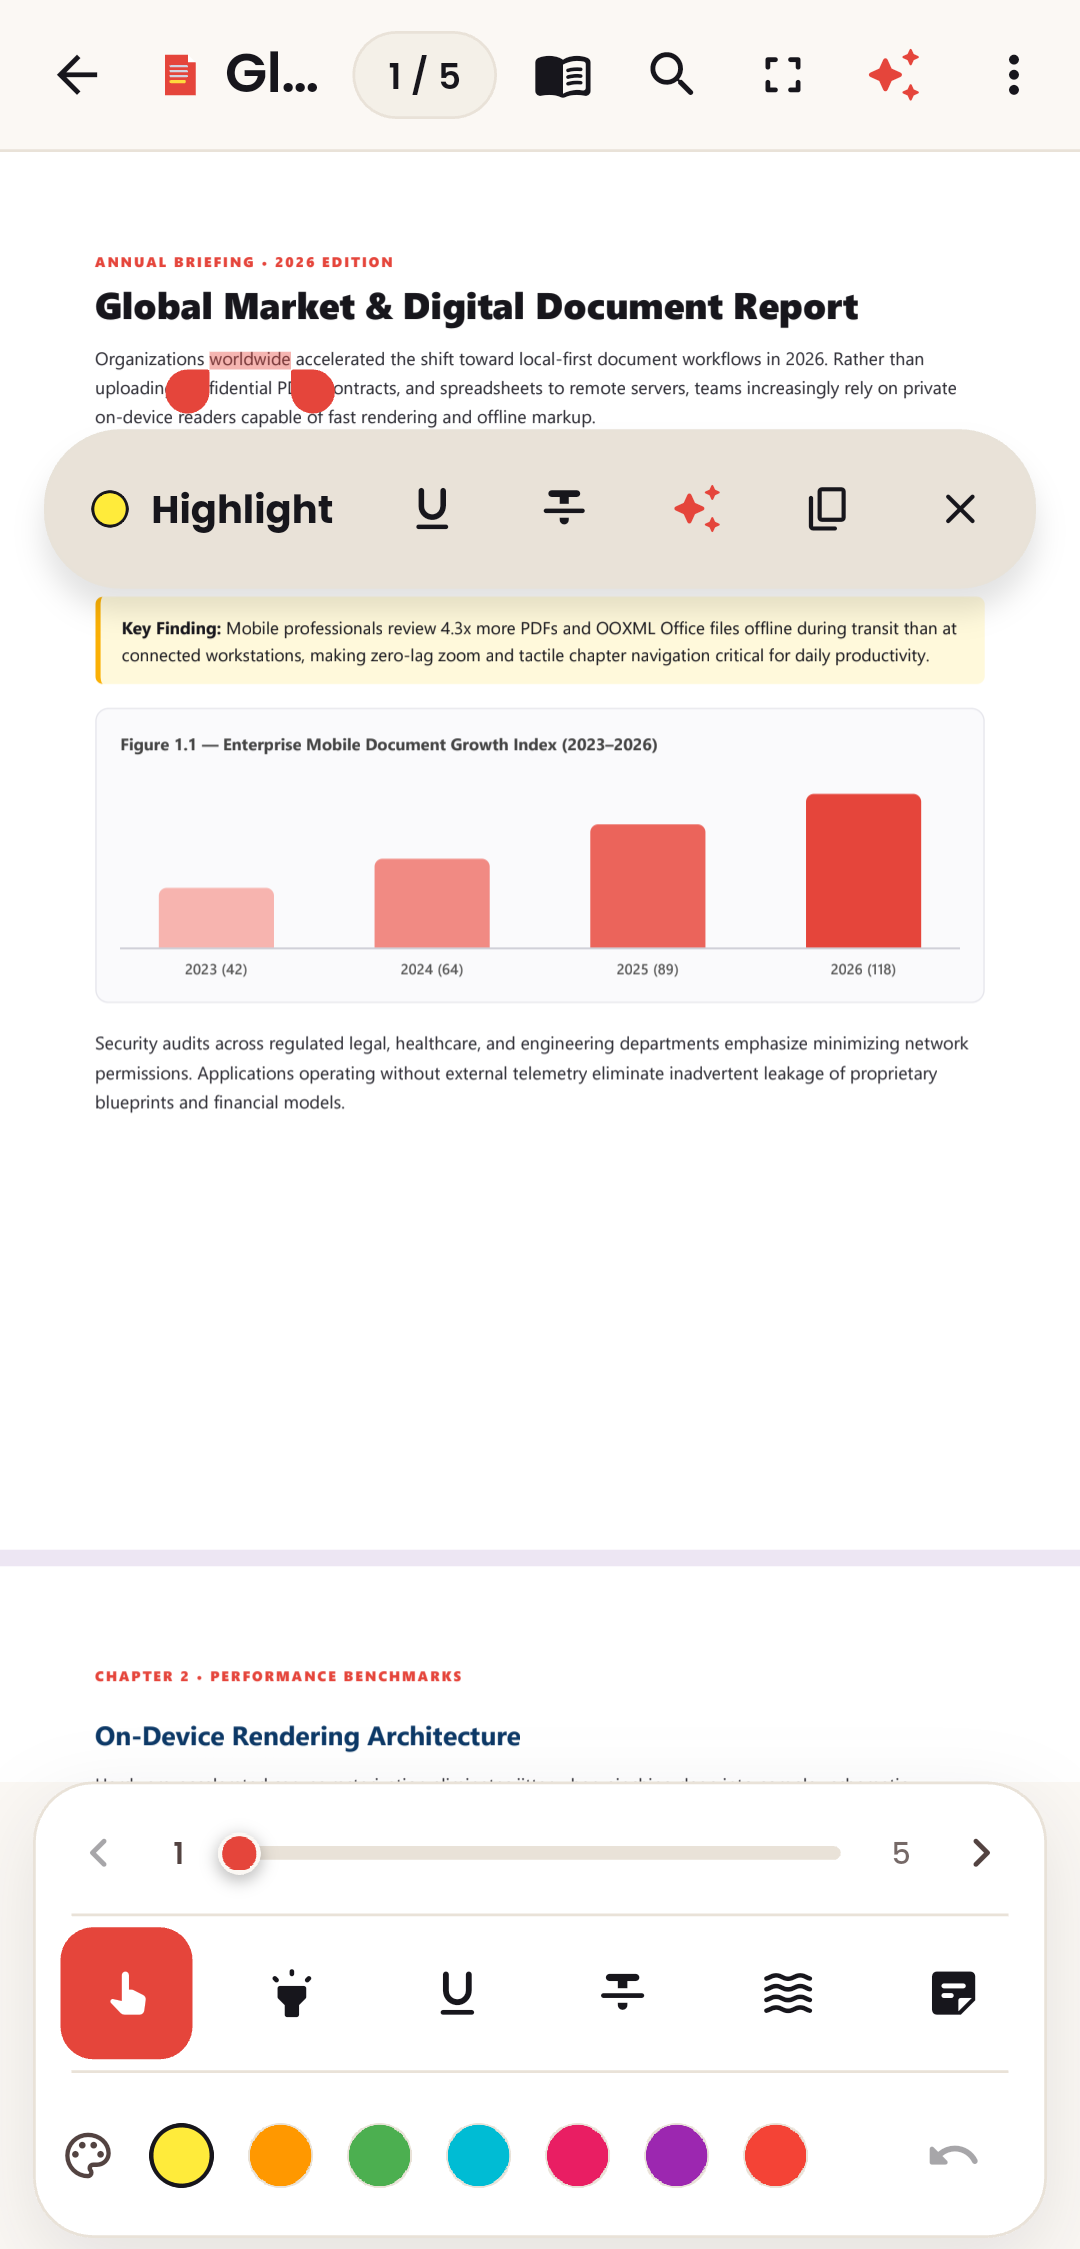 Gl...
1 / 5
ANNUAL BRIEFING • 2026 EDITION
Global Market & Digital Document Report
Organizations worldwide accelerated the shift toward local-first document workflows in 2026. Rather than
uploading fidential ontracts, and spreadsheets to remote servers, teams increasingly rely on private
on-device readers capable of fast rendering and offline markup.
Highlight
Key Finding: Mobile professionals review 4.3x more PDFs and OOXML Office files offline during transit than at
connected workstations, making zero-lag zoom and tactile chapter navigation critical for daily productivity.
Figure 1.1 — Enterprise Mobile Document Growth Index (2023–2026)
2023 (42)
2024 (64)
2025 (89)
2026 (118)
Security audits across regulated legal, healthcare, and engineering departments emphasize minimizing network
permissions. Applications operating without external telemetry eliminate inadvertent leakage of proprietary
blueprints and financial models.
CHAPTER 2 • PERFORMANCE BENCHMARKS
On-Device Rendering Architecture
1
5